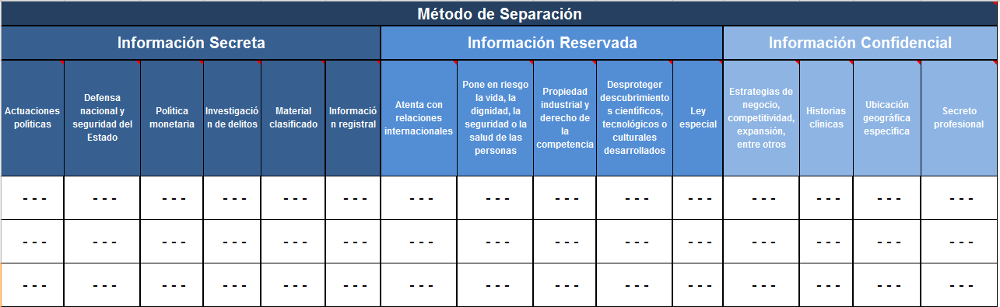 Método de Separación
Información Secreta
Información Reservada
Información Confidencial
Actuaciones
políticas
Defensa
nacional y
seguridad del
Estado
Política
monetaria
Investigació
n de delitos
Material
clasificado
Informació
n registral
Atenta con
relaciones
internacionales
Pone en riesgo
la vida, la
dignidad, la
seguridad o la
salud de las
personas
Propiedad
industrial y
derecho de
la
competencia
Desproteger
descubrimiento
s científicos,
tecnológicos o
culturales
desarrollados
Ley
especial
Estrategias de
negocio,
competitividad,
expansión,
entre otros
Historias
clínicas
Ubicación
geográfica
específica
Secreto
profesional
- - - - - - - - - - - - - - - - - - - - - - - - - - - - - - - - - - - - - - - - - - - - -
- - - - - - - - - - - - - - - - - - - - - - - - - - - - - - - - - - - - - - - - - - - - -
- - - - - - - - - - - - - - - - - - - - - - - - - - - - - - - - - - - - - - - - - - - - -